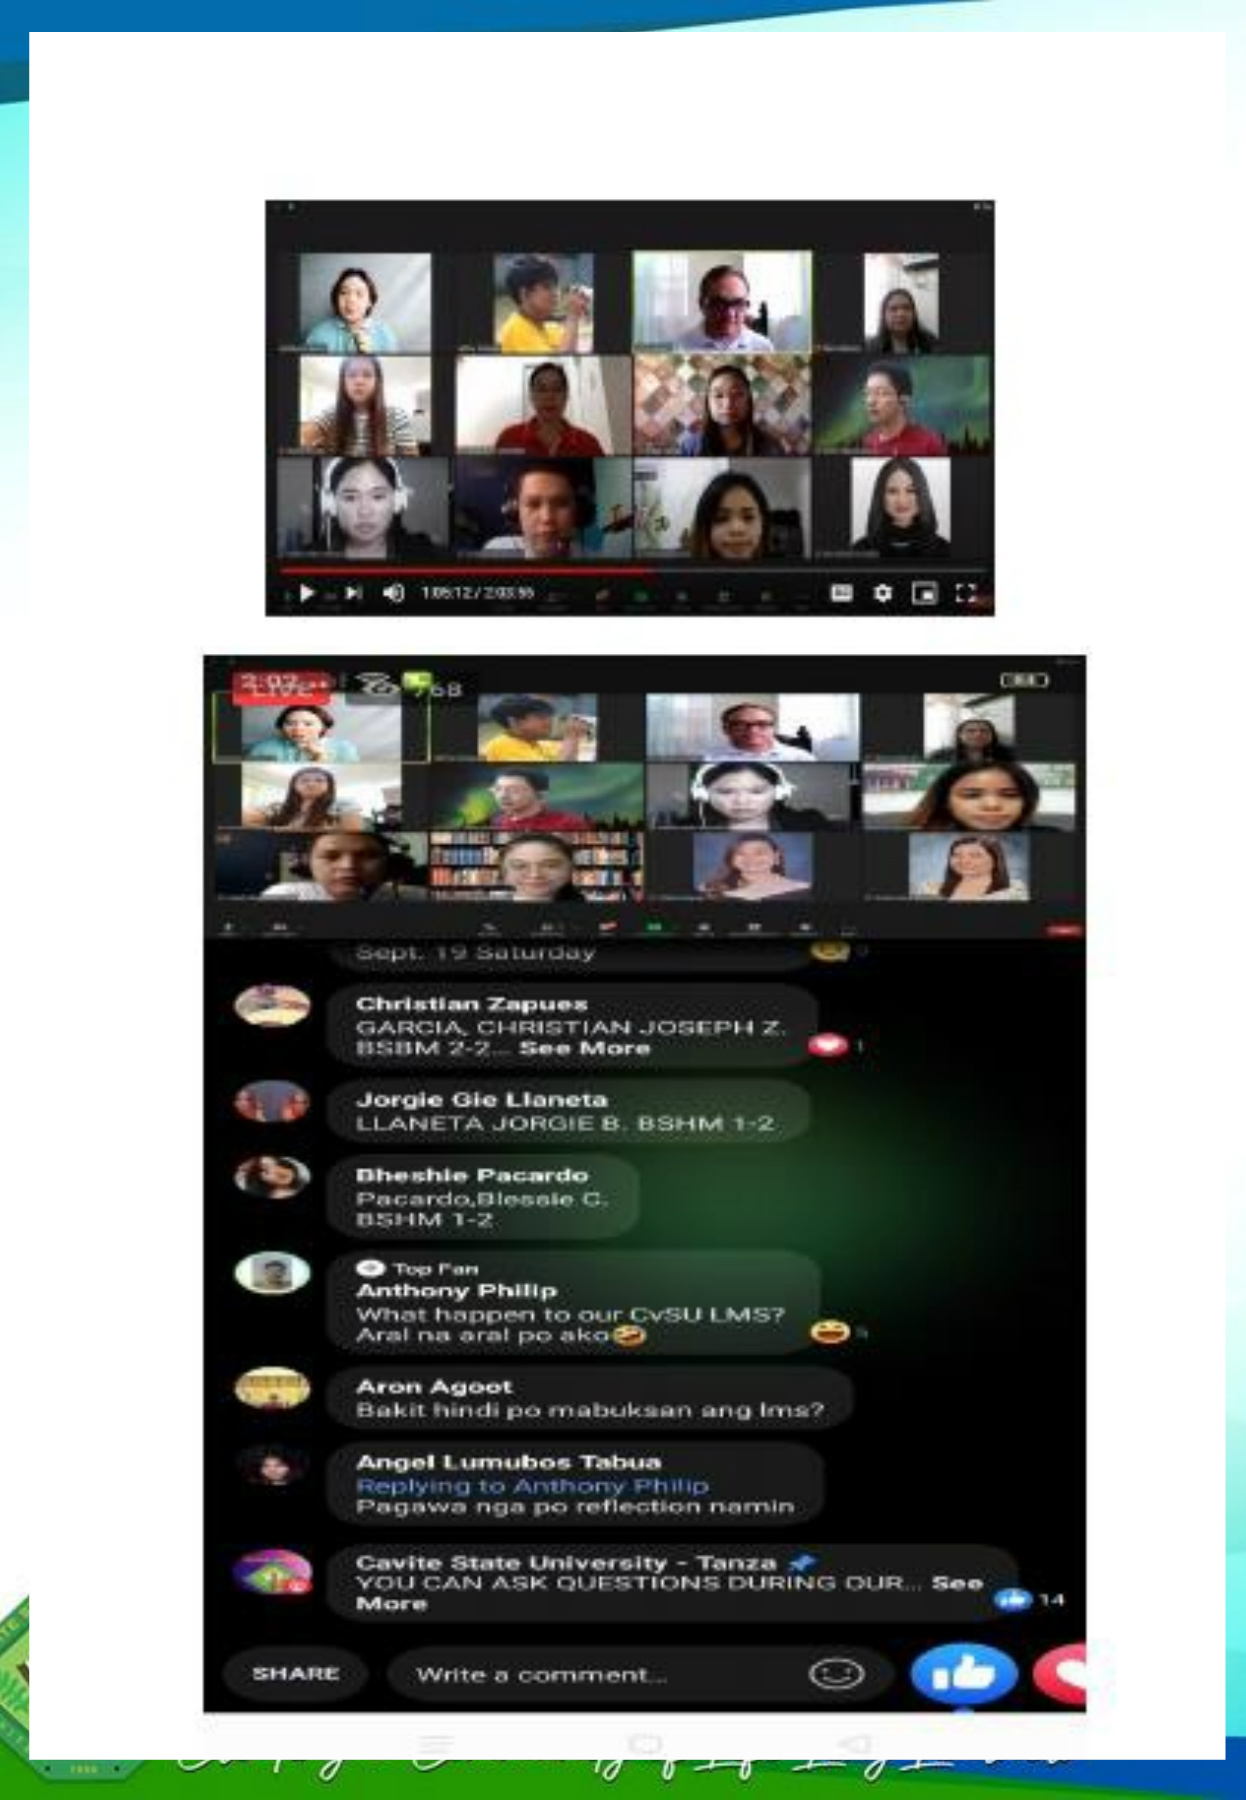 1:05:12 / 2:03:55
2:02
LIVE
768
Sept. 19 Saturday
Christian Zapues
GARCIA, CHRISTIAN JOSEPH Z.
BSBM 2-2... See More
1
Jorgie Gie Llaneta
LLANETA JORGIE B. BSHM 1-2
Bheshie Pacardo
Pacardo,Blessie C.
BSHM 1-2
Top Fan
Anthony Philip
What happen to our CvSU LMS?
Aral na aral po ako🤣
Aron Agoot
Bakit hindi po mabuksan ang lms?
Angel Lumubos Tabua
Replying to Anthony Philip
Pagawa nga po reflection namin
Cavite State University - Tanza
YOU CAN ASK QUESTIONS DURING OUR... See
More
14
SHARE
Write a comment...